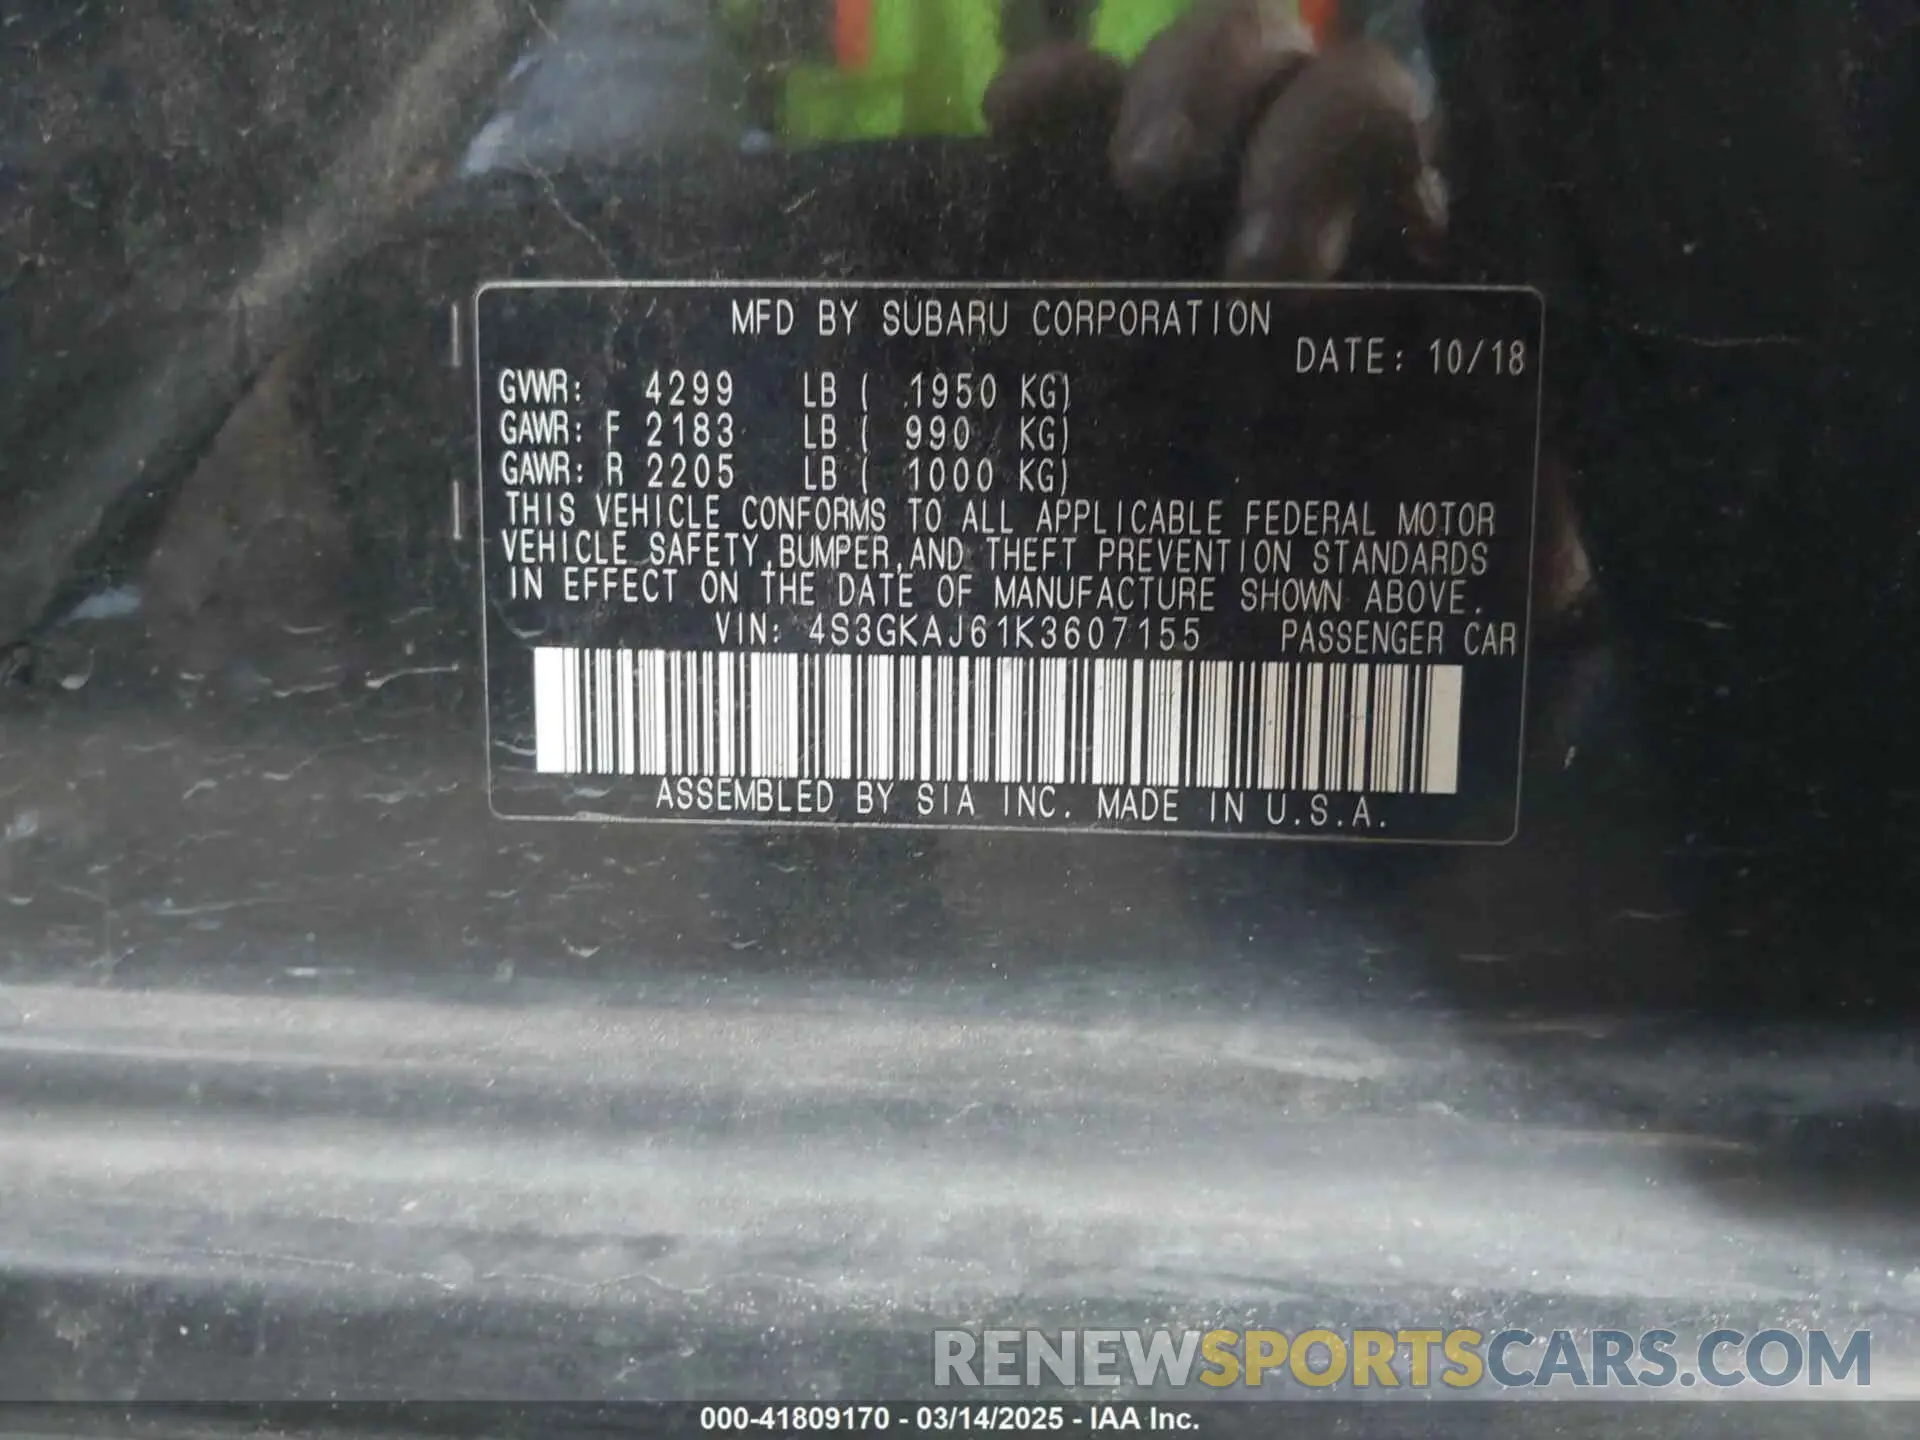 MFD BY SUBARU CORPORATION
DATE: 10/18
GVWR: 4299 LB ( 1950 KG)
GAWR: F 2183 LB ( 990 KG)
GAWR: R 2205 LB ( 1000 KG)
THIS VEHICLE CONFORMS TO ALL APPLICABLE FEDERAL MOTOR
VEHICLE SAFETY,BUMPER,AND THEFT PREVENTION STANDARDS
IN EFFECT ON THE DATE OF MANUFACTURE SHOWN ABOVE.
VIN: 4S3GKAJ61K3607155 PASSENGER CAR
ASSEMBLED BY SIA INC. MADE IN U.S.A.
RENEWSPORTSCARS.COM
000-41809170 - 03/14/2025 - IAA Inc.